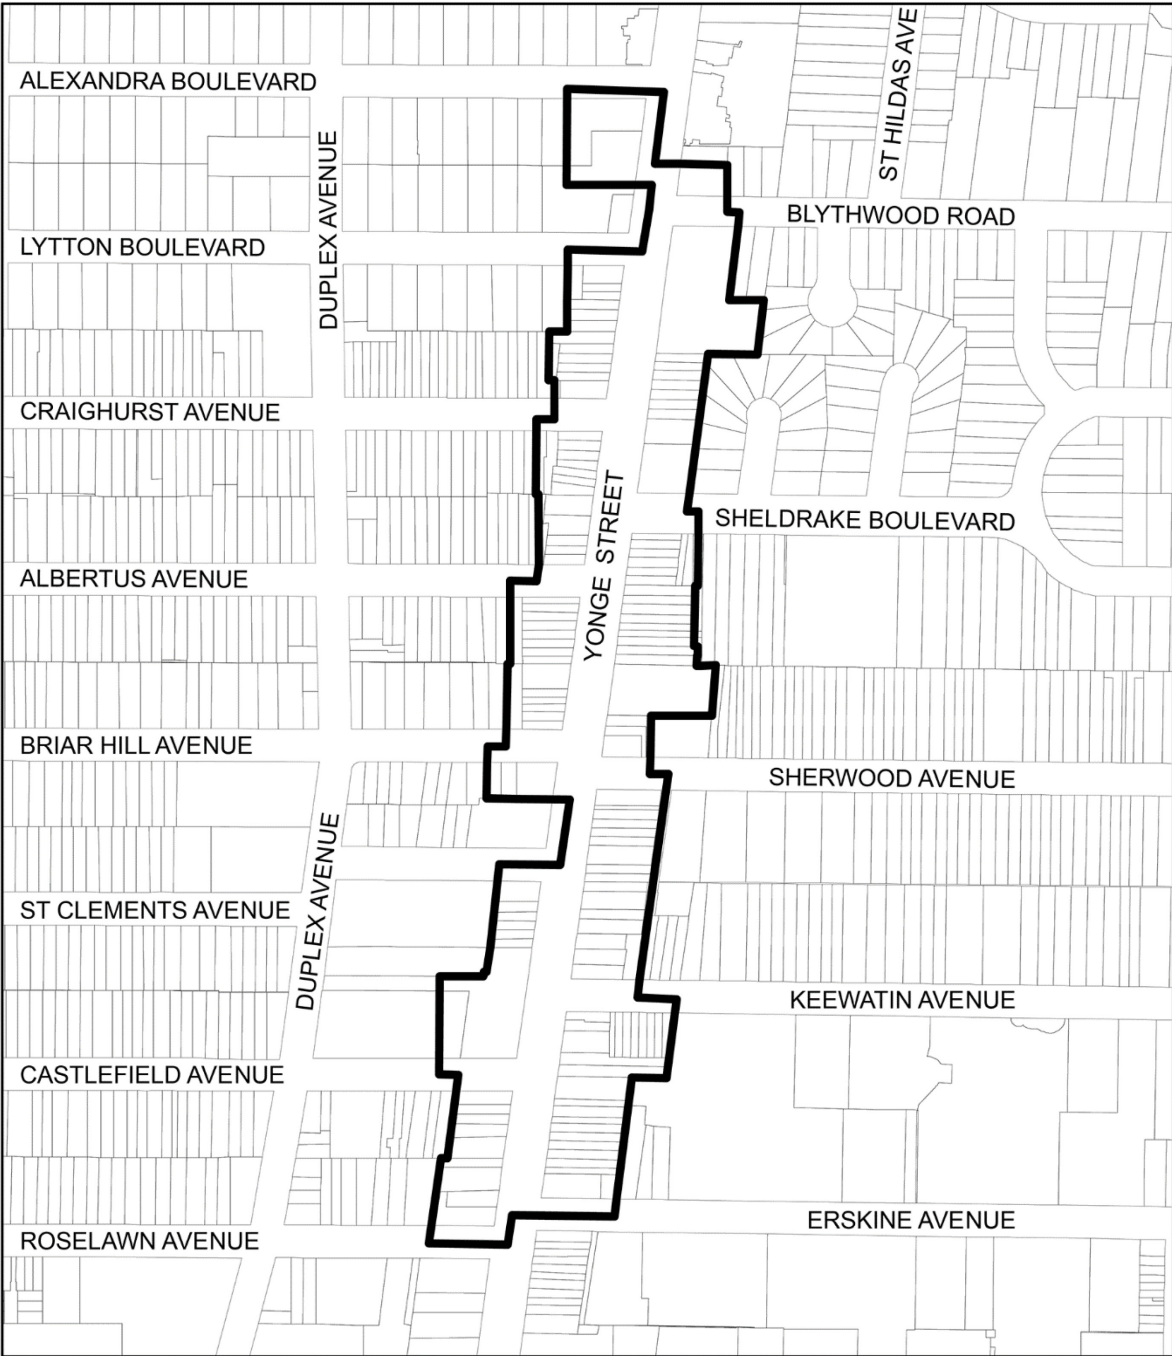 ST HILDAS AVE
ALEXANDRA BOULEVARD
DUPLEX AVENUE
BLYTHWOOD ROAD
LYTTON BOULEVARD
CRAIGHURST AVENUE
YONGE STREET
SHELDRAKE BOULEVARD
ALBERTUS AVENUE
BRIAR HILL AVENUE
SHERWOOD AVENUE
DUPLEX AVENUE
ST CLEMENTS AVENUE
KEEWATIN AVENUE
CASTLEFIELD AVENUE
ERSKINE AVENUE
ROSELAWN AVENUE